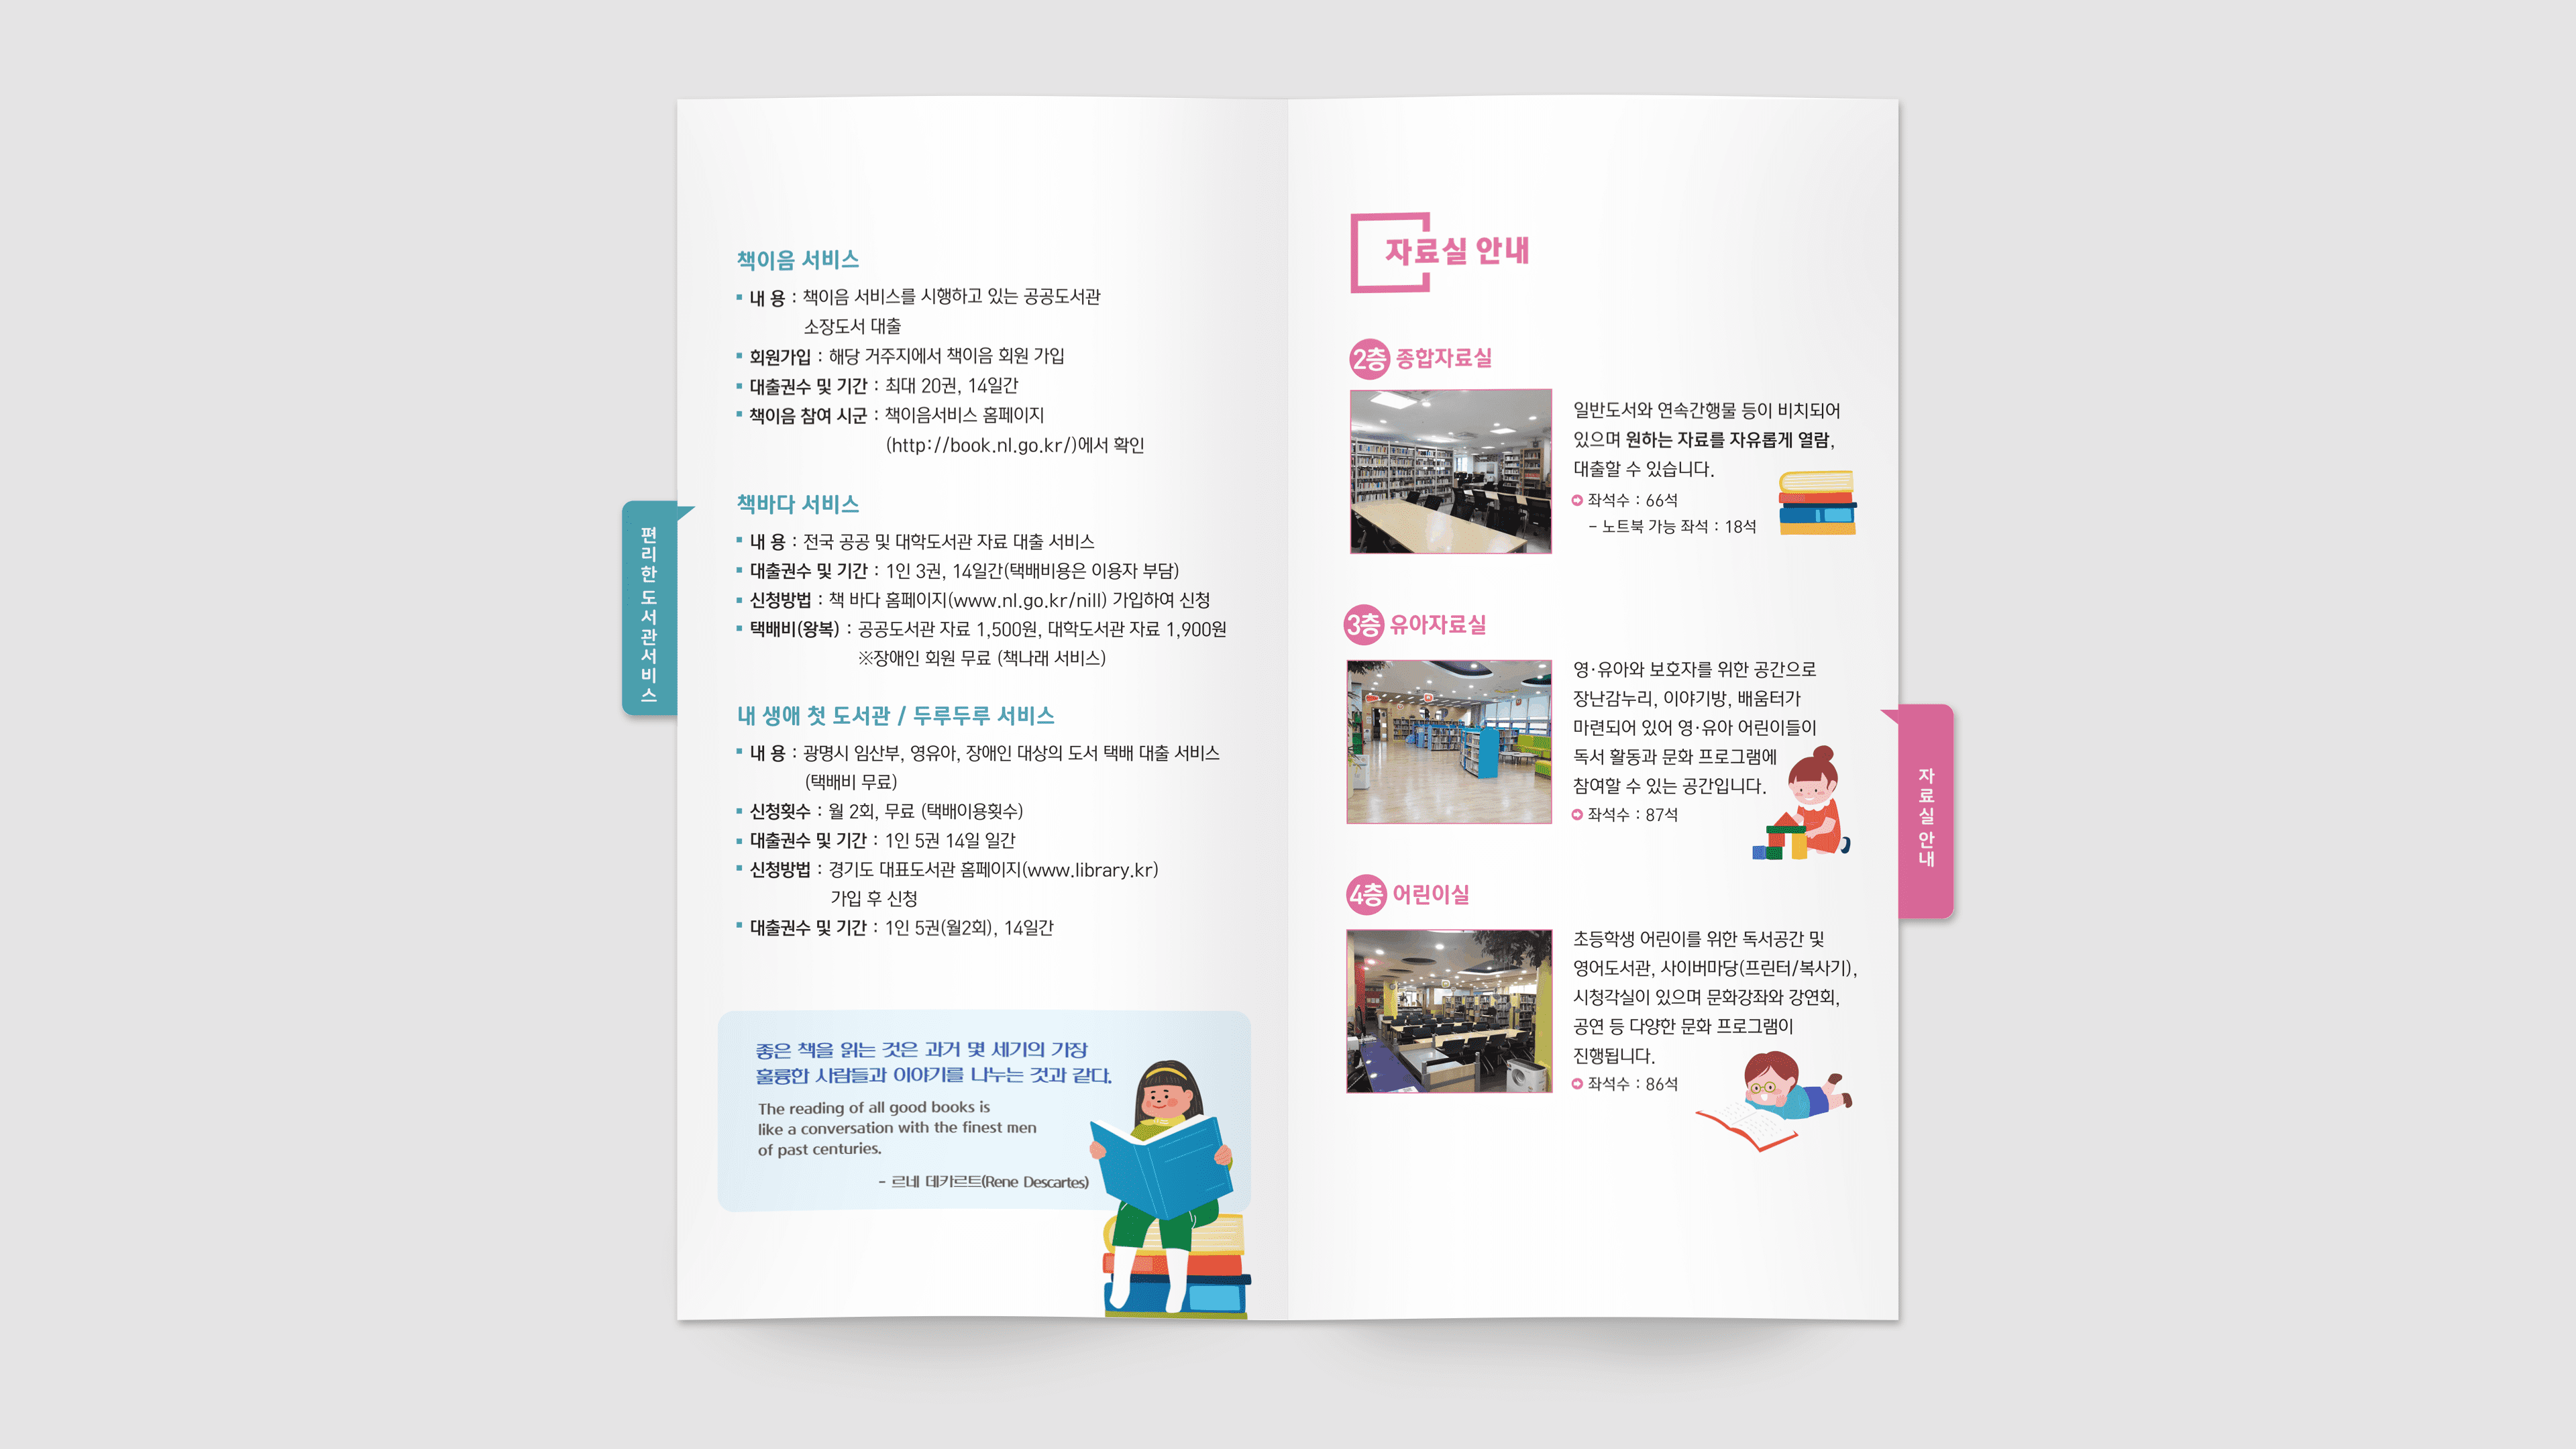 편리한 도서관서비스
책이음 서비스
▪ 내 용 : 책이음 서비스를 시행하고 있는 공공도서관
소장도서 대출
▪ 회원가입 : 해당 거주지에서 책이음 회원 가입
▪ 대출권수 및 기간 : 최대 20권, 14일간
▪ 책이음 참여 시군 : 책이음서비스 홈페이지
(http://book.nl.go.kr/)에서 확인
책바다 서비스
▪ 내 용 : 전국 공공 및 대학도서관 자료 대출 서비스
▪ 대출권수 및 기간 : 1인 3권, 14일간(택배비용은 이용자 부담)
▪ 신청방법 : 책 바다 홈페이지(www.nl.go.kr/nill) 가입하여 신청
▪ 택배비(왕복) : 공공도서관 자료 1,500원, 대학도서관 자료 1,900원
※장애인 회원 무료 (책나래 서비스)
내 생애 첫 도서관 / 두루두루 서비스
▪ 내 용 : 광명시 임산부, 영유아, 장애인 대상의 도서 택배 대출 서비스
(택배비 무료)
▪ 신청횟수 : 월 2회, 무료 (택배이용횟수)
▪ 대출권수 및 기간 : 1인 5권 14일 일간
▪ 신청방법 : 경기도 대표도서관 홈페이지(www.library.kr)
가입 후 신청
▪ 대출권수 및 기간 : 1인 5권(월2회), 14일간
좋은 책을 읽는 것은 과거 몇 세기의 가장
훌륭한 사람들과 이야기를 나누는 것과 같다.
The reading of all good books is
like a conversation with the finest men
of past centuries.
- 르네 데카르트(Rene Descartes)
자료실 안내
2층 종합자료실
일반도서와 연속간행물 등이 비치되어
있으며 원하는 자료를 자유롭게 열람,
대출할 수 있습니다.
좌석수 : 66석
- 노트북 가능 좌석 : 18석
3층 유아자료실
영·유아와 보호자를 위한 공간으로
장난감누리, 이야기방, 배움터가
마련되어 있어 영·유아 어린이들이
독서 활동과 문화 프로그램에
참여할 수 있는 공간입니다.
좌석수 : 87석
4층 어린이실
초등학생 어린이를 위한 독서공간 및
영어도서관, 사이버마당(프린터/복사기),
시청각실이 있으며 문화강좌와 강연회,
공연 등 다양한 문화 프로그램이
진행됩니다.
좌석수 : 86석
자료실 안내